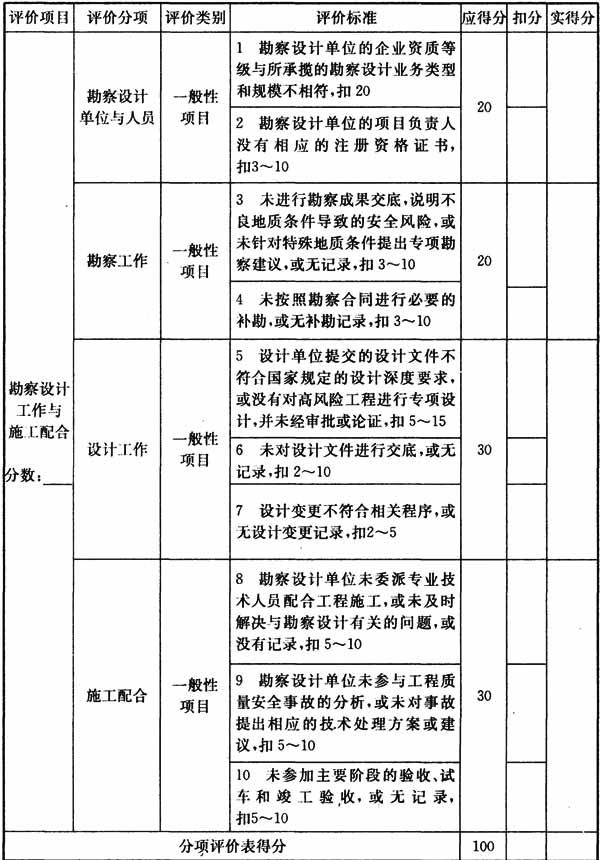 评价项目 评价分项 评价类别 评价标准 应得分 扣分 实得分
勘察设计
工作与
施工配合
分数:
勘察设计
单位与人员
一般性
项目
1 勘察设计单位的企业资质等
级与所承揽的勘察设计业务类型
和规模不相符,扣 20
2 勘察设计单位的项目负责人
没有相应的注册资格证书,
扣3～10
20
勘察工作
一般性
项目
3 未进行勘察成果交底,说明不
良地质条件导致的安全风险,或
未针对特殊地质条件提出专项勘
察建议,或无记录,扣 3～10
4 未按照勘察合同进行必要的
补勘,或无补勘记录,扣 3～10
20
设计工作
一般性
项目
5 设计单位提交的设计文件不
符合国家规定的设计深度要求,
或没有对高风险工程进行专项设
计,并未经审批或论证,扣 5～15
6 未对设计文件进行交底,或无
记录,扣 2～10
7 设计变更不符合相关程序,或
无设计变更记录,扣2～5
30
施工配合
一般性
项目
8 勘察设计单位未委派专业技
术人员配合工程施工,或未及时
解决与勘察设计有关的问题,或
没有记录,扣 5～10
9 勘察设计单位未参与工程质
量安全事故的分析,或未对事故
提出相应的技术处理方案或建
议,扣 5～10
10 未参加主要阶段的验收、试
车和竣工验收,或无记录,
扣5～10
30
分项评价表得分 100